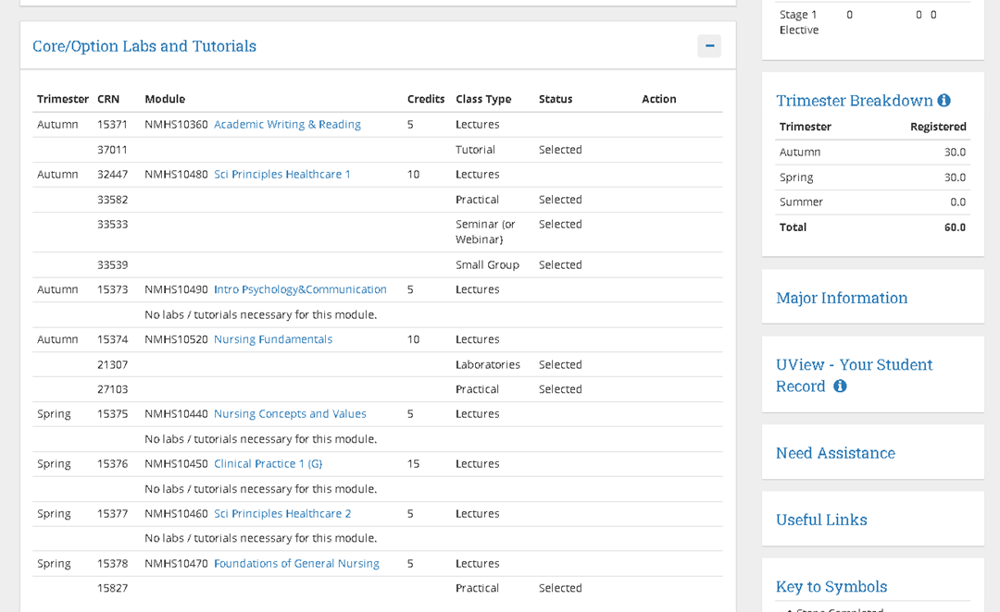 Core/Option Labs and Tutorials
Trimester CRN Module Credits Class Type Status Action
Autumn 15371 NMHS10360 Academic Writing & Reading 5 Lectures
37011 Tutorial Selected
Autumn 32447 NMHS10480 Sci Principles Healthcare 1 10 Lectures
33582 Practical Selected
33533 Seminar (or Selected
Webinar)
33539 Small Group Selected
Autumn 15373 NMHS10490 Intro Psychology&Communication 5 Lectures
No labs / tutorials necessary for this module.
Autumn 15374 NMHS10520 Nursing Fundamentals 10 Lectures
21307 Laboratories Selected
27103 Practical Selected
Spring 15375 NMHS10440 Nursing Concepts and Values 5 Lectures
No labs / tutorials necessary for this module.
Spring 15376 NMHS10450 Clinical Practice 1 (G) 15 Lectures
No labs / tutorials necessary for this module.
Spring 15377 NMHS10460 Sci Principles Healthcare 2 5 Lectures
No labs / tutorials necessary for this module.
Spring 15378 NMHS10470 Foundations of General Nursing 5 Lectures
15827 Practical Selected
Stage 1 0 0 0
Elective
Trimester Breakdown
Trimester Registered
Autumn 30.0
Spring 30.0
Summer 0.0
Total 60.0
Major Information
UView - Your Student
Record
Need Assistance
Useful Links
Key to Symbols